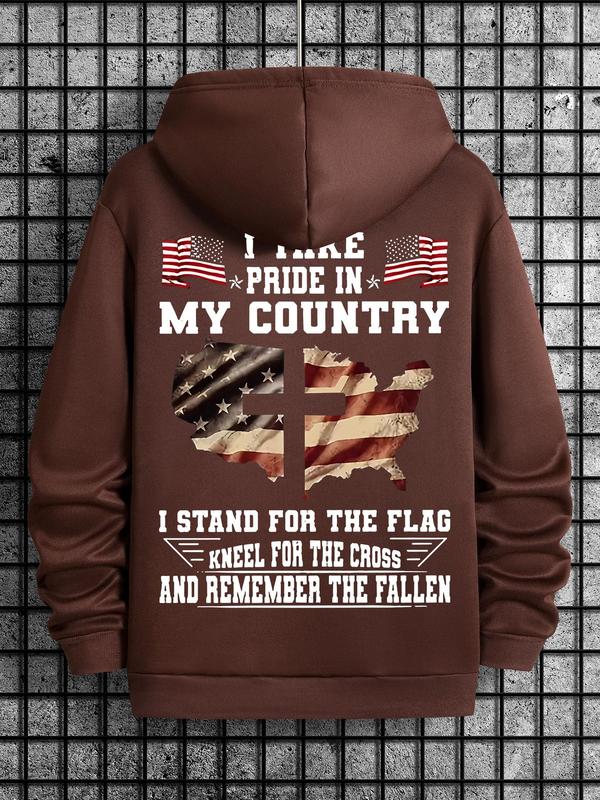 I TAKE
PRIDE IN
MY COUNTRY
I STAND FOR THE FLAG
KNEEL FOR THE CROSS
AND REMEMBER THE FALLEN